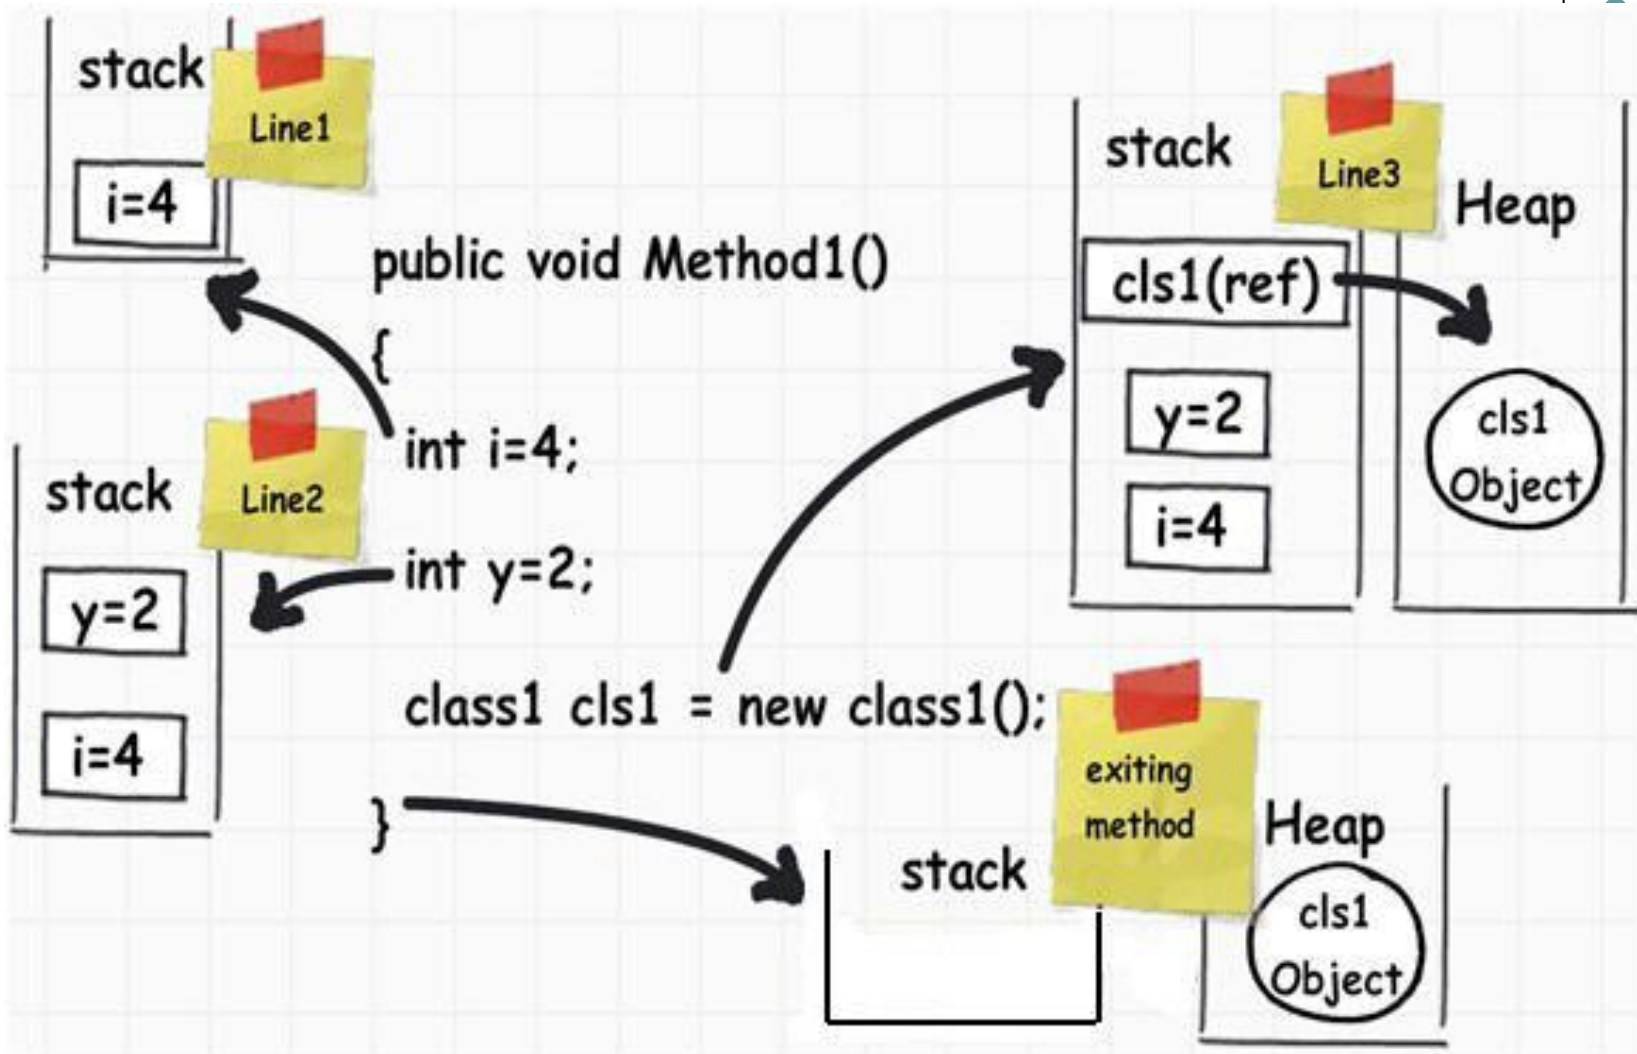 stack
Line1
i=4
public void Method1()
{
int i=4;
int y=2;
class1 cls1 = new class1();
}
stack
Line2
y=2
i=4
stack
Line3
Heap
cls1(ref)
y=2
i=4
cls1
Object
exiting
method
stack
Heap
cls1
Object